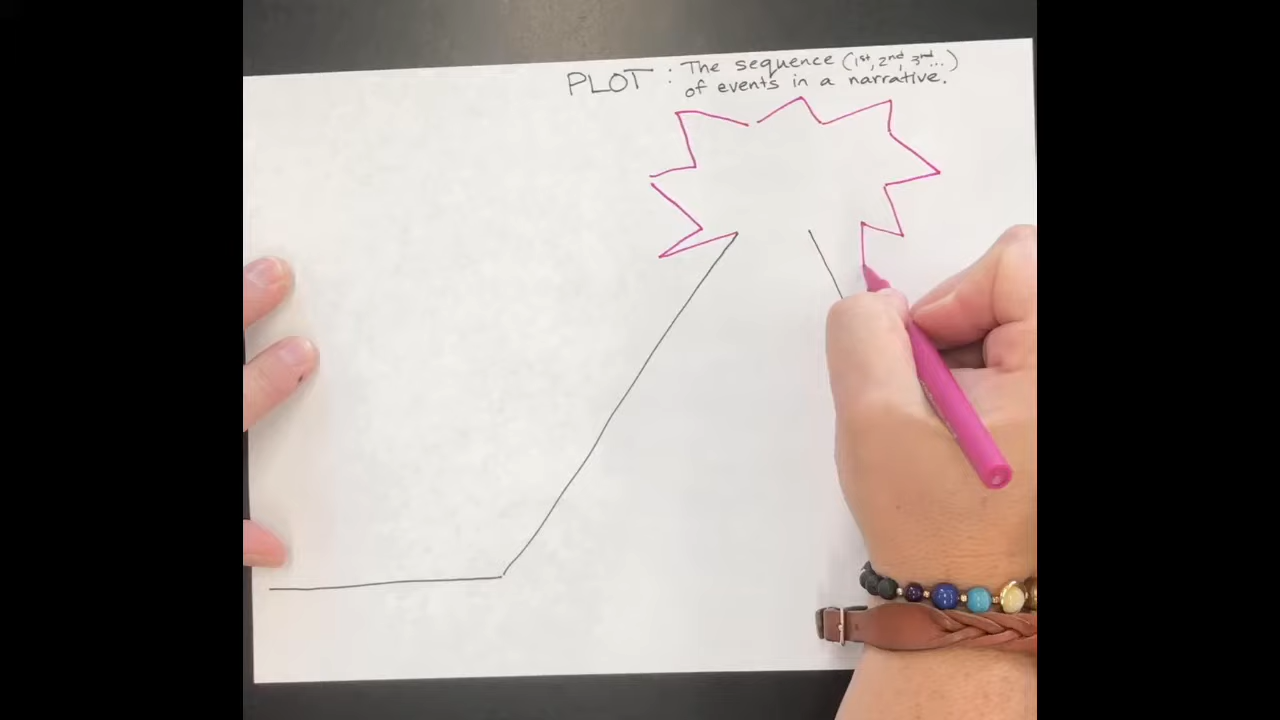 PLOT : The sequence (1st, 2nd, 3rd...)
of events in a narrative.